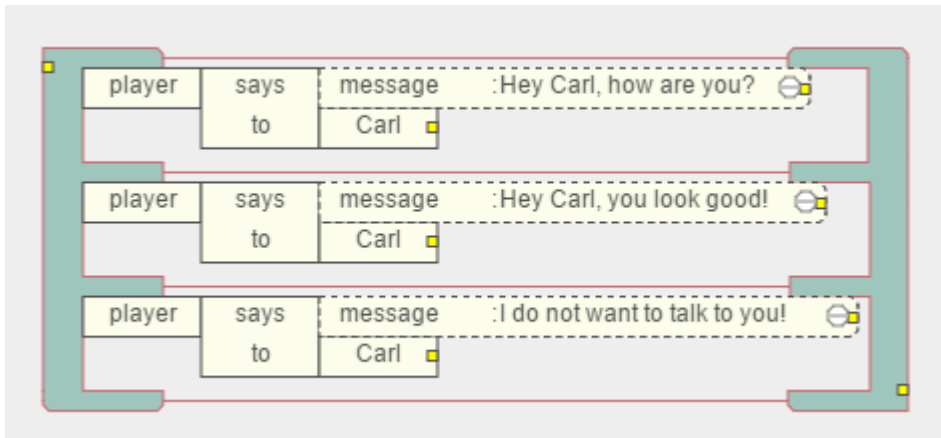 player says message :Hey Carl, how are you?
to Carl
player says message :Hey Carl, you look good!
to Carl
player says message :I do not want to talk to you!
to Carl